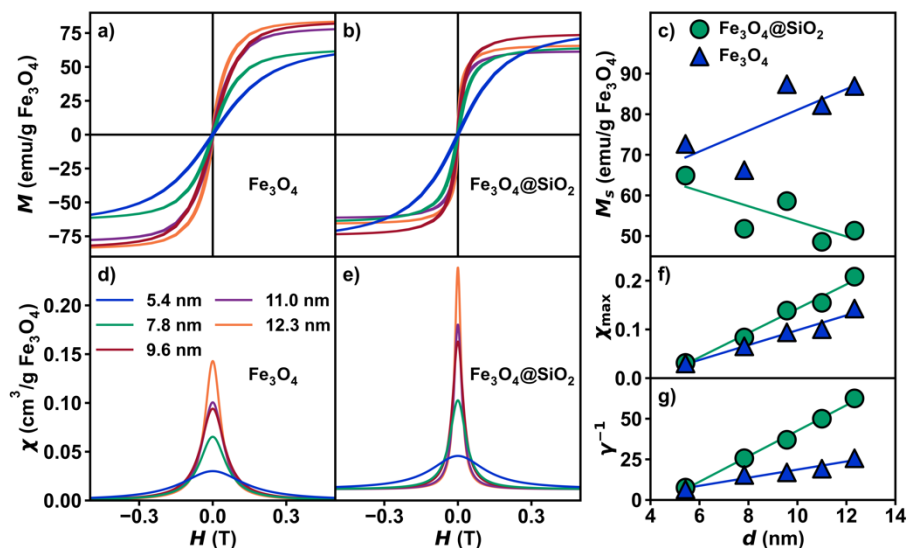 a)
75
50
25
0
−25
−50
−75
M (emu/g Fe₃O₄)
Fe₃O₄
b)
Fe₃O₄@SiO₂
c)
Fe₃O₄@SiO₂
Fe₃O₄
90
80
70
60
50
Mₛ (emu/g Fe₃O₄)
d)
0.20
0.15
0.10
0.05
0.00
χ (cm³/g Fe₃O₄)
5.4 nm
7.8 nm
9.6 nm
11.0 nm
12.3 nm
Fe₃O₄
−0.3 0.0 0.3
H (T)
e)
Fe₃O₄@SiO₂
−0.3 0.0 0.3
H (T)
f)
0.2
0.1
0.0
χmax
g)
50
25
0
γ⁻¹
4 6 8 10 12 14
d (nm)